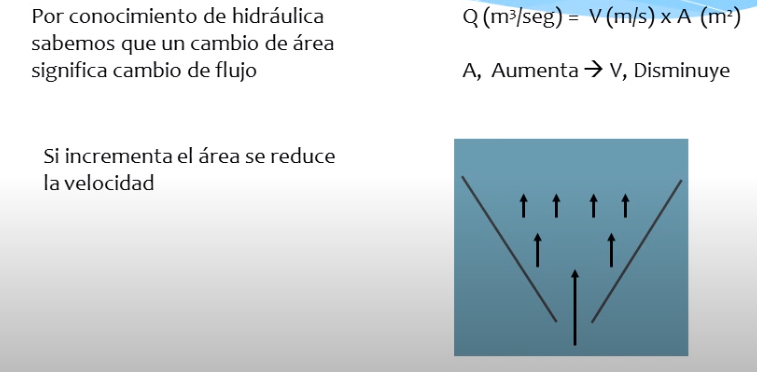 Por conocimiento de hidráulica
sabemos que un cambio de área
significa cambio de flujo
Q (m³/seg) = V (m/s) x A (m²)
A, Aumenta → V, Disminuye
Si incrementa el área se reduce
la velocidad